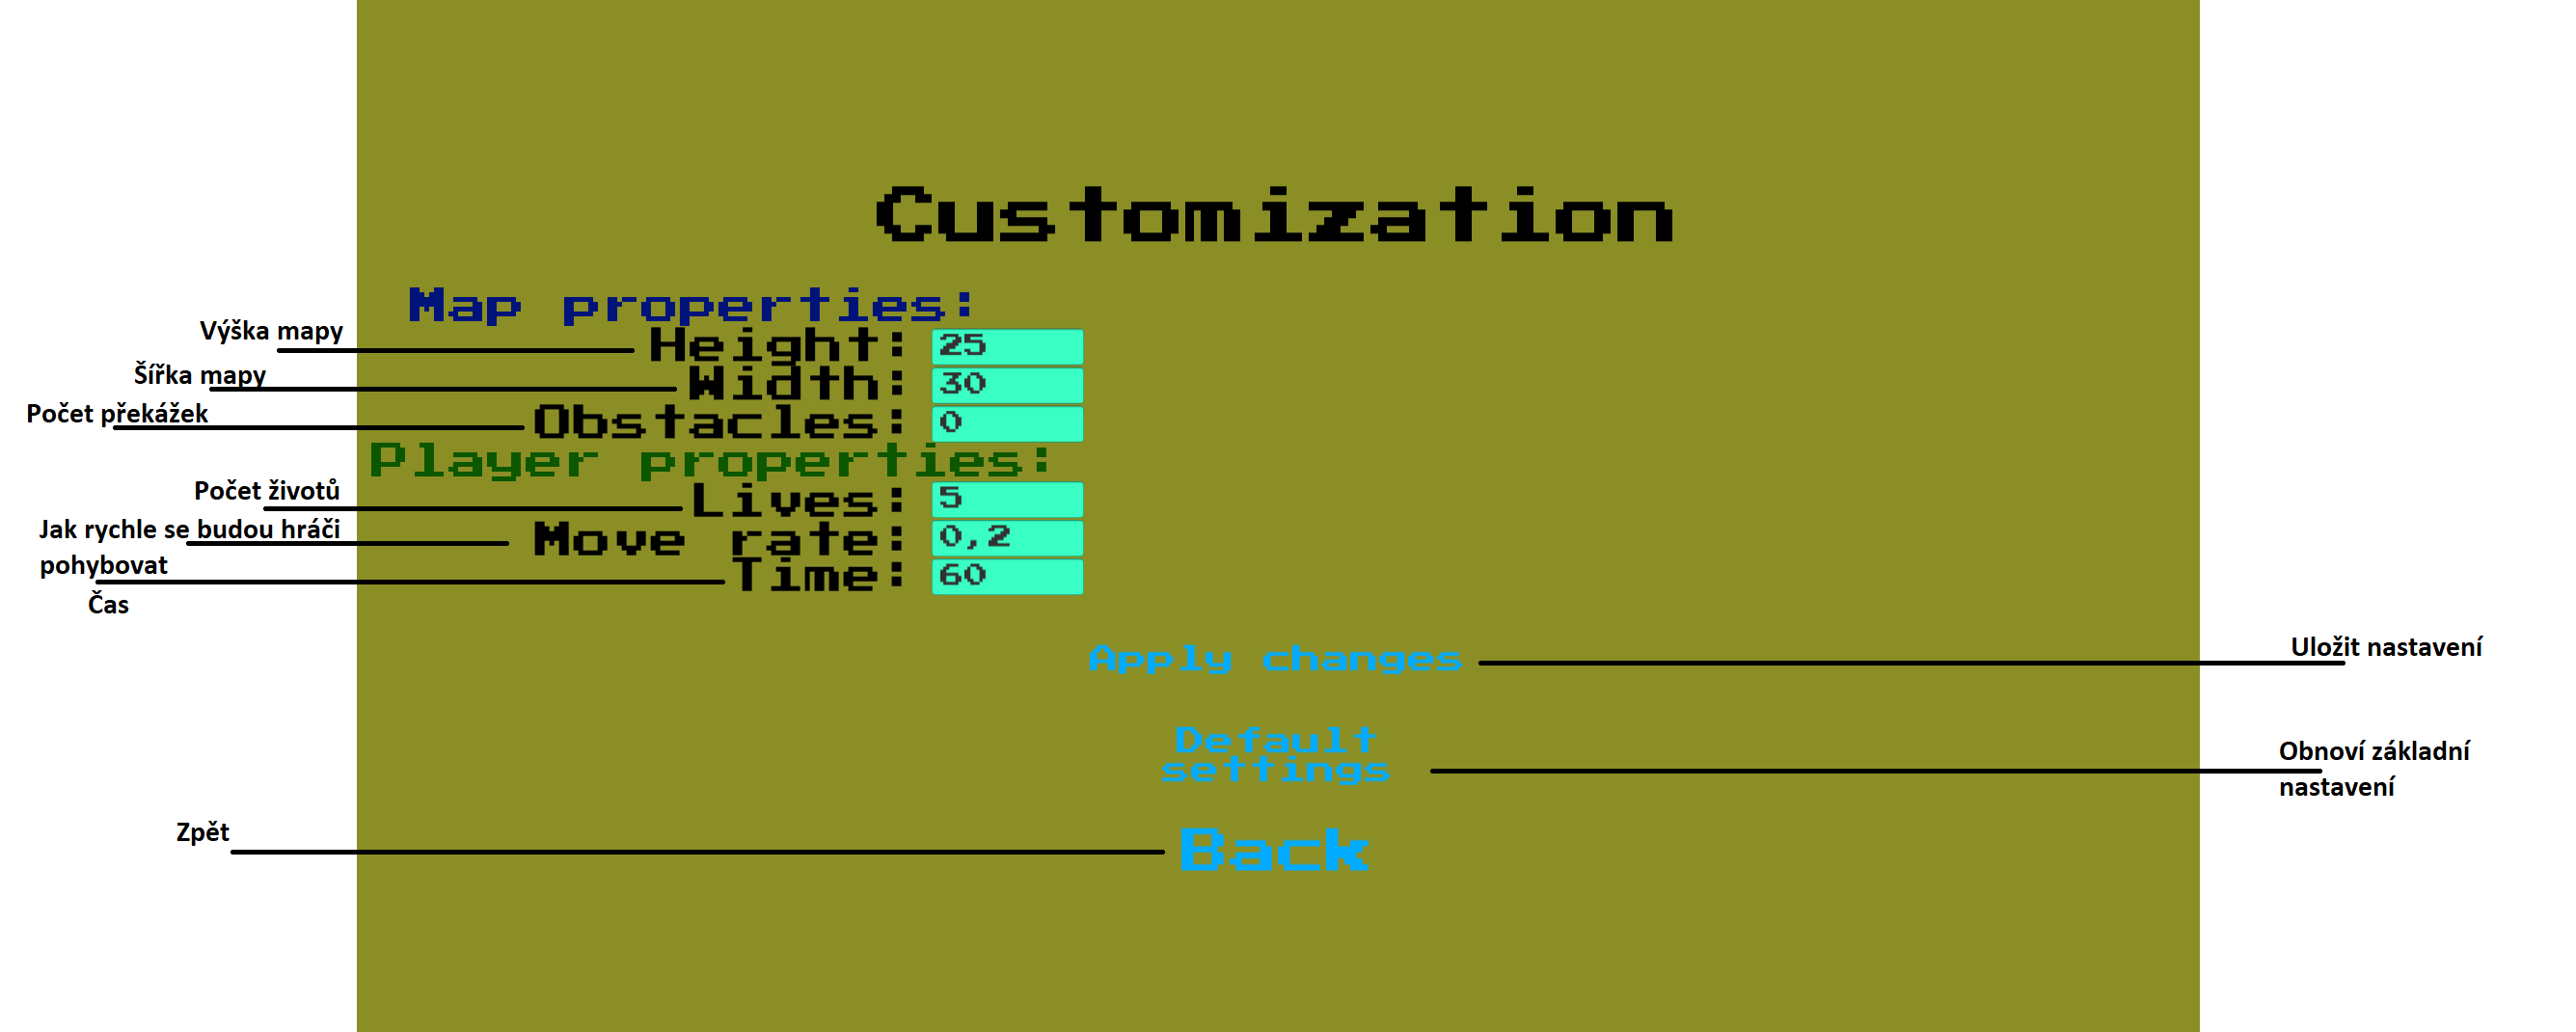 Customization
Map properties:
Výška mapy
Height: 25
Šířka mapy
Width: 30
Počet překážek
Obstacles: 0
Player properties:
Počet životů
Lives: 5
Jak rychle se budou hráči
pohybovat
Move rate: 0,2
Čas
Time: 60
Apply changes
Uložit nastavení
Default
settings
Obnoví základní
nastavení
Zpět
Back